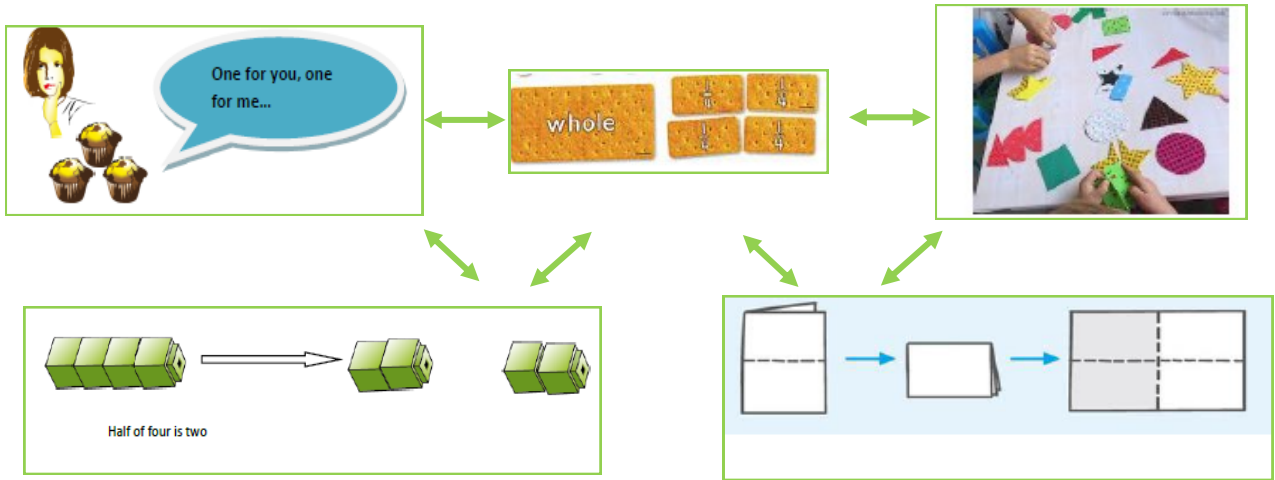 One for you, one
for me...
whole
1/4
1/4
1/4
1/4
Half of four is two